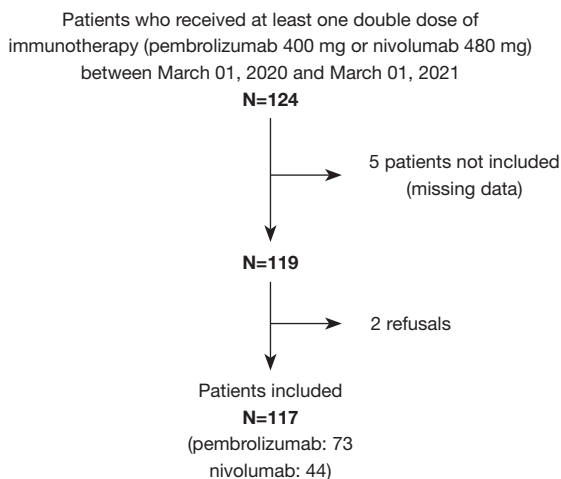 Patients who received at least one double dose of
immunotherapy (pembrolizumab 400 mg or nivolumab 480 mg)
between March 01, 2020 and March 01, 2021
N=124
5 patients not included
(missing data)
N=119
2 refusals
Patients included
N=117
(pembrolizumab: 73
nivolumab: 44)